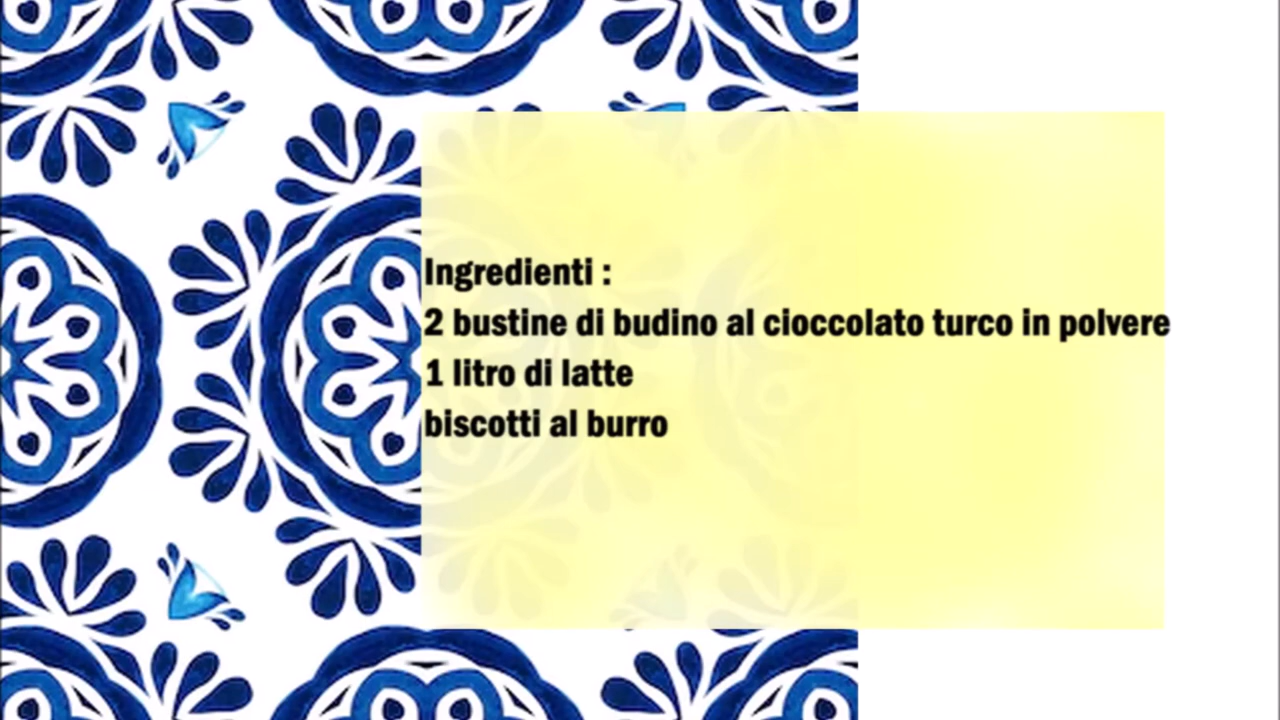 Ingredienti :
2 bustine di budino al cioccolato turco in polvere
1 litro di latte
biscotti al burro